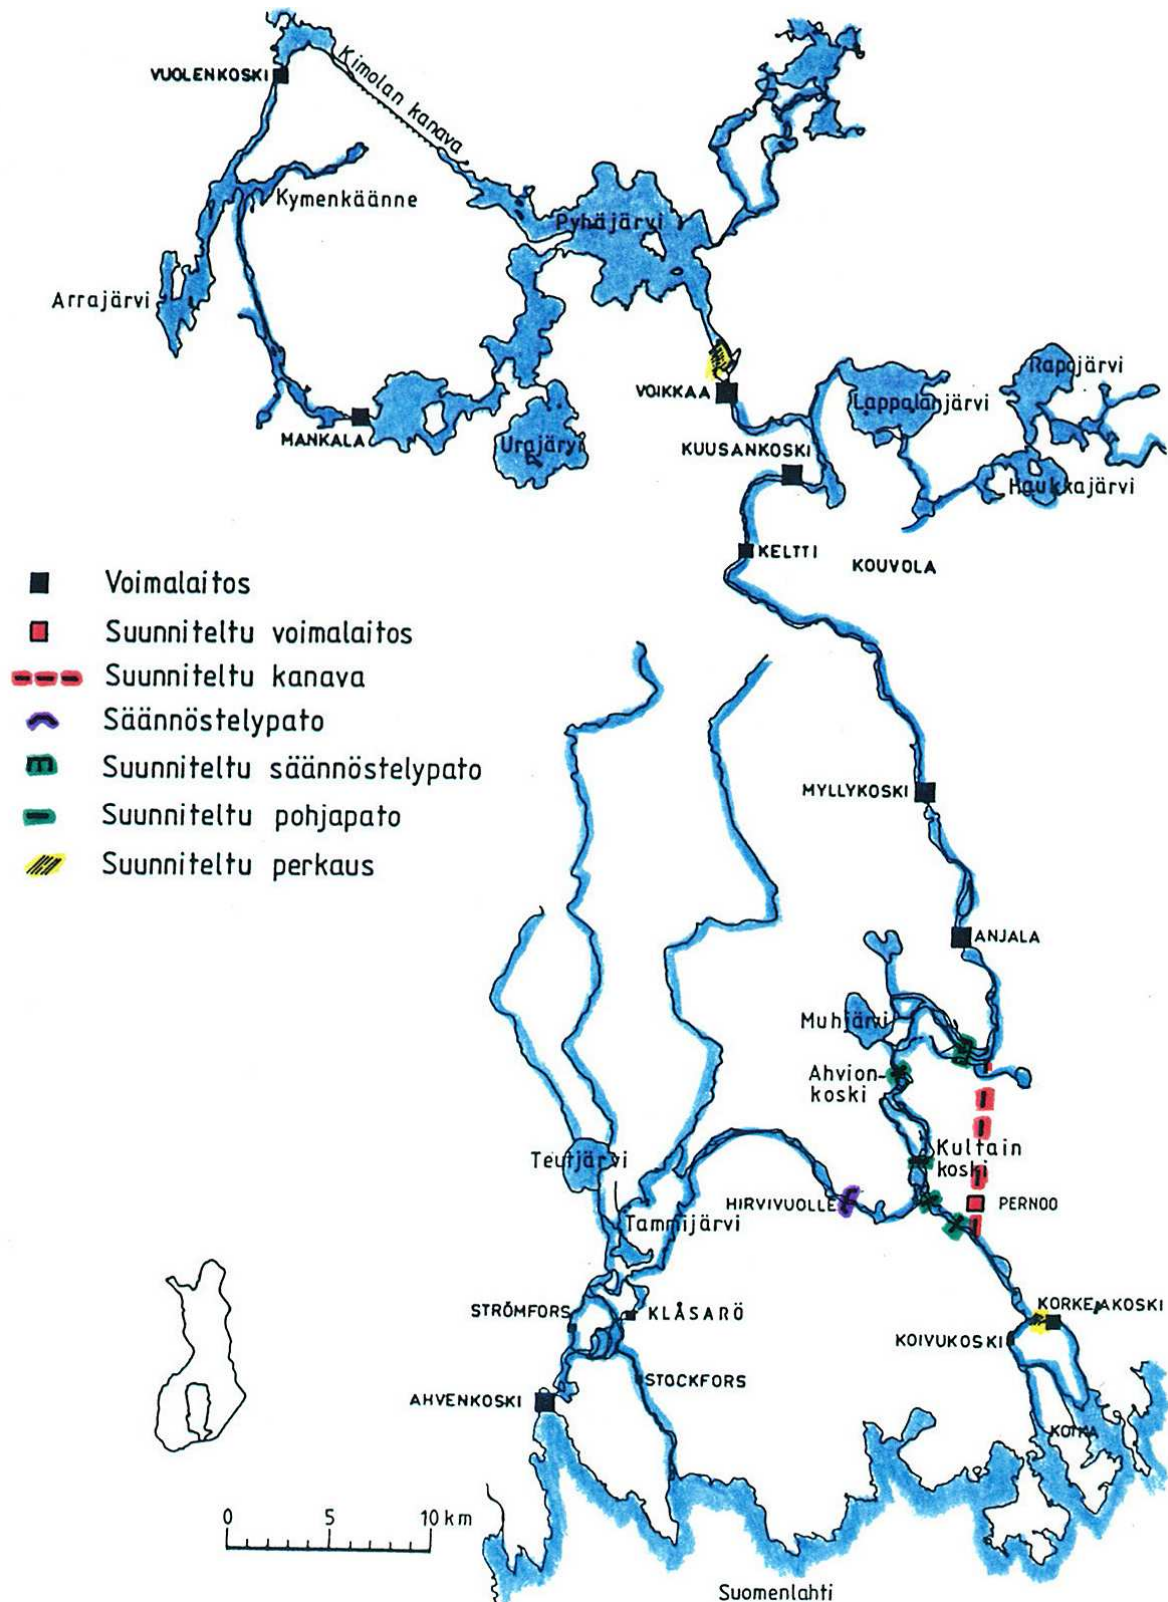 VUOLENKOSKI
Kimolan kanava
Kymenkäänne
Pyhäjärvi
Arrajärvi
VOIKKAA
Rapojärvi
Lappalanjärvi
MANKALA
Urajärvi
KUUSANKOSKI
Haukkajärvi
KELTTI
KOUVOLA
Voimalaitos
Suunniteltu voimalaitos
Suunniteltu kanava
Säännöstelypato
Suunniteltu säännöstelypato
Suunniteltu pohjapato
Suunniteltu perkaus
MYLLYKOSKI
ANJALA
Muhjärvi
Ahvion-
koski
Kultain
koski
Teutjärvi
HIRVIVUOLLE
PERNOO
Tammijärvi
STRÖMFORS
KLÅSARÖ
KORKEAKOSKI
KOIVUKOSKI
STOCKFORS
AHVENKOSKI
KOTKA
0 5 10 km
Suomenlahti